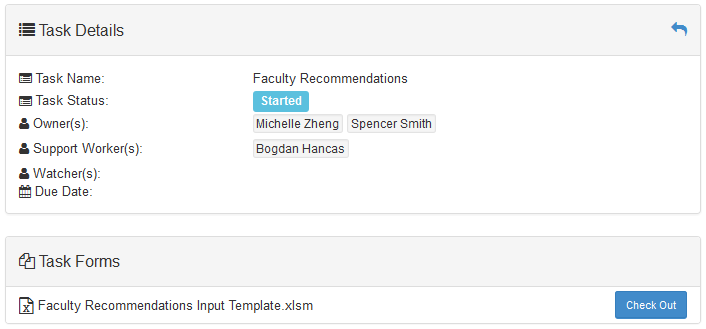 Task Details
Task Name: Faculty Recommendations
Task Status: Started
Owner(s): Michelle Zheng Spencer Smith
Support Worker(s): Bogdan Hancas
Watcher(s):
Due Date:
Task Forms
Faculty Recommendations Input Template.xlsm Check Out